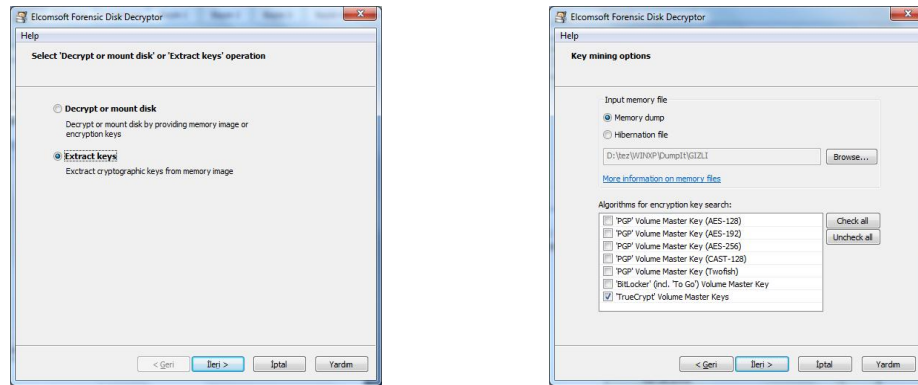 Elcomsoft Forensic Disk Decryptor
Help
Select 'Decrypt or mount disk' or 'Extract keys' operation
Decrypt or mount disk
Decrypt or mount disk by providing memory image or
encryption keys
Extract keys
Exctract cryptographic keys from memory image
< Geri
İleri >
İptal
Yardım
Elcomsoft Forensic Disk Decryptor
Help
Key mining options
Input memory file
Memory dump
Hibernation file
D:\tez\WINXP\DumpIt\GIZLI
Browse...
More information on memory files
Algorithms for encryption key search:
'PGP' Volume Master Key (AES-128)
'PGP' Volume Master Key (AES-192)
'PGP' Volume Master Key (AES-256)
'PGP' Volume Master Key (CAST-128)
'PGP' Volume Master Key (Twofish)
'BitLocker' (incl. 'To Go') Volume Master Key
'TrueCrypt' Volume Master Keys
Check all
Uncheck all
< Geri
İleri >
İptal
Yardım